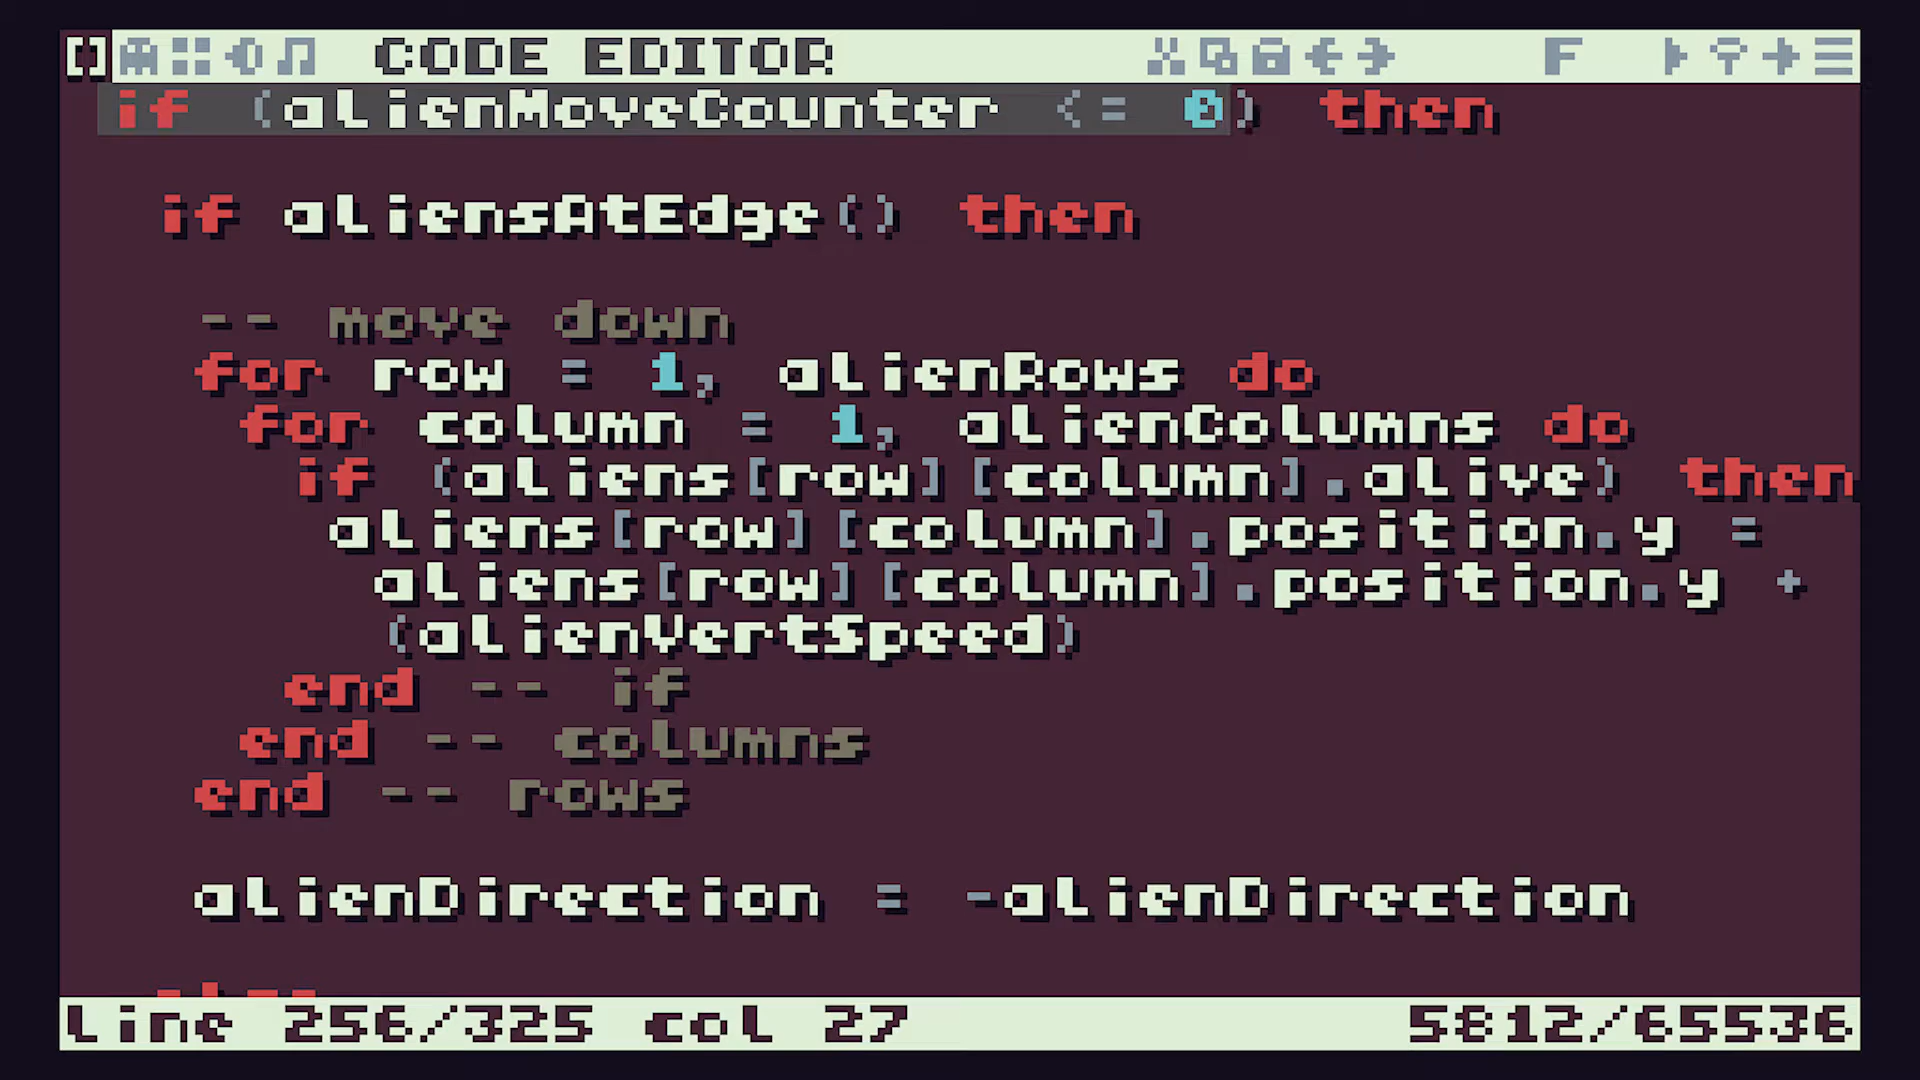 CODE EDITOR F
if (alienMoveCounter <= 0) then
if aliensAtEdge() then
-- move down
for row = 1, alienRows do
for column = 1, alienColumns do
if (aliens[row][column].alive) then
aliens[row][column].position.y =
aliens[row][column].position.y +
(alienVertSpeed)
end -- if
end -- columns
end -- rows
alienDirection = -alienDirection
line 256/325 col 27 5812/65536